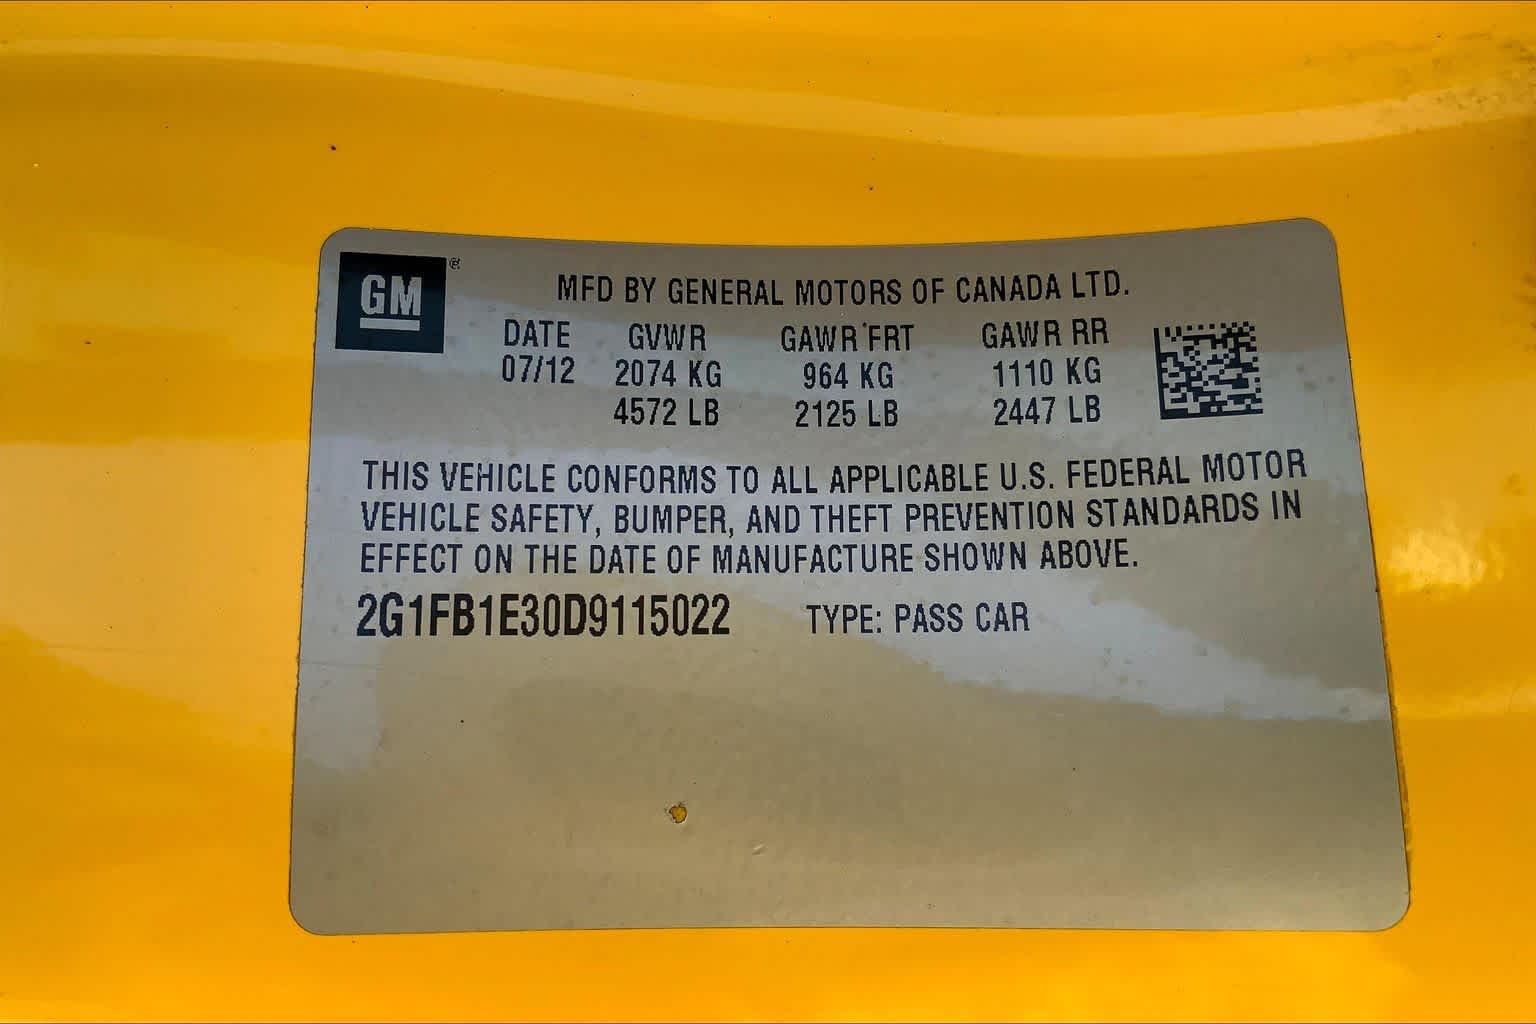 GM®
MFD BY GENERAL MOTORS OF CANADA LTD.
DATE GVWR GAWR FRT GAWR RR
07/12 2074 KG 964 KG 1110 KG
4572 LB 2125 LB 2447 LB
THIS VEHICLE CONFORMS TO ALL APPLICABLE U.S. FEDERAL MOTOR
VEHICLE SAFETY, BUMPER, AND THEFT PREVENTION STANDARDS IN
EFFECT ON THE DATE OF MANUFACTURE SHOWN ABOVE.
2G1FB1E30D9115022 TYPE: PASS CAR